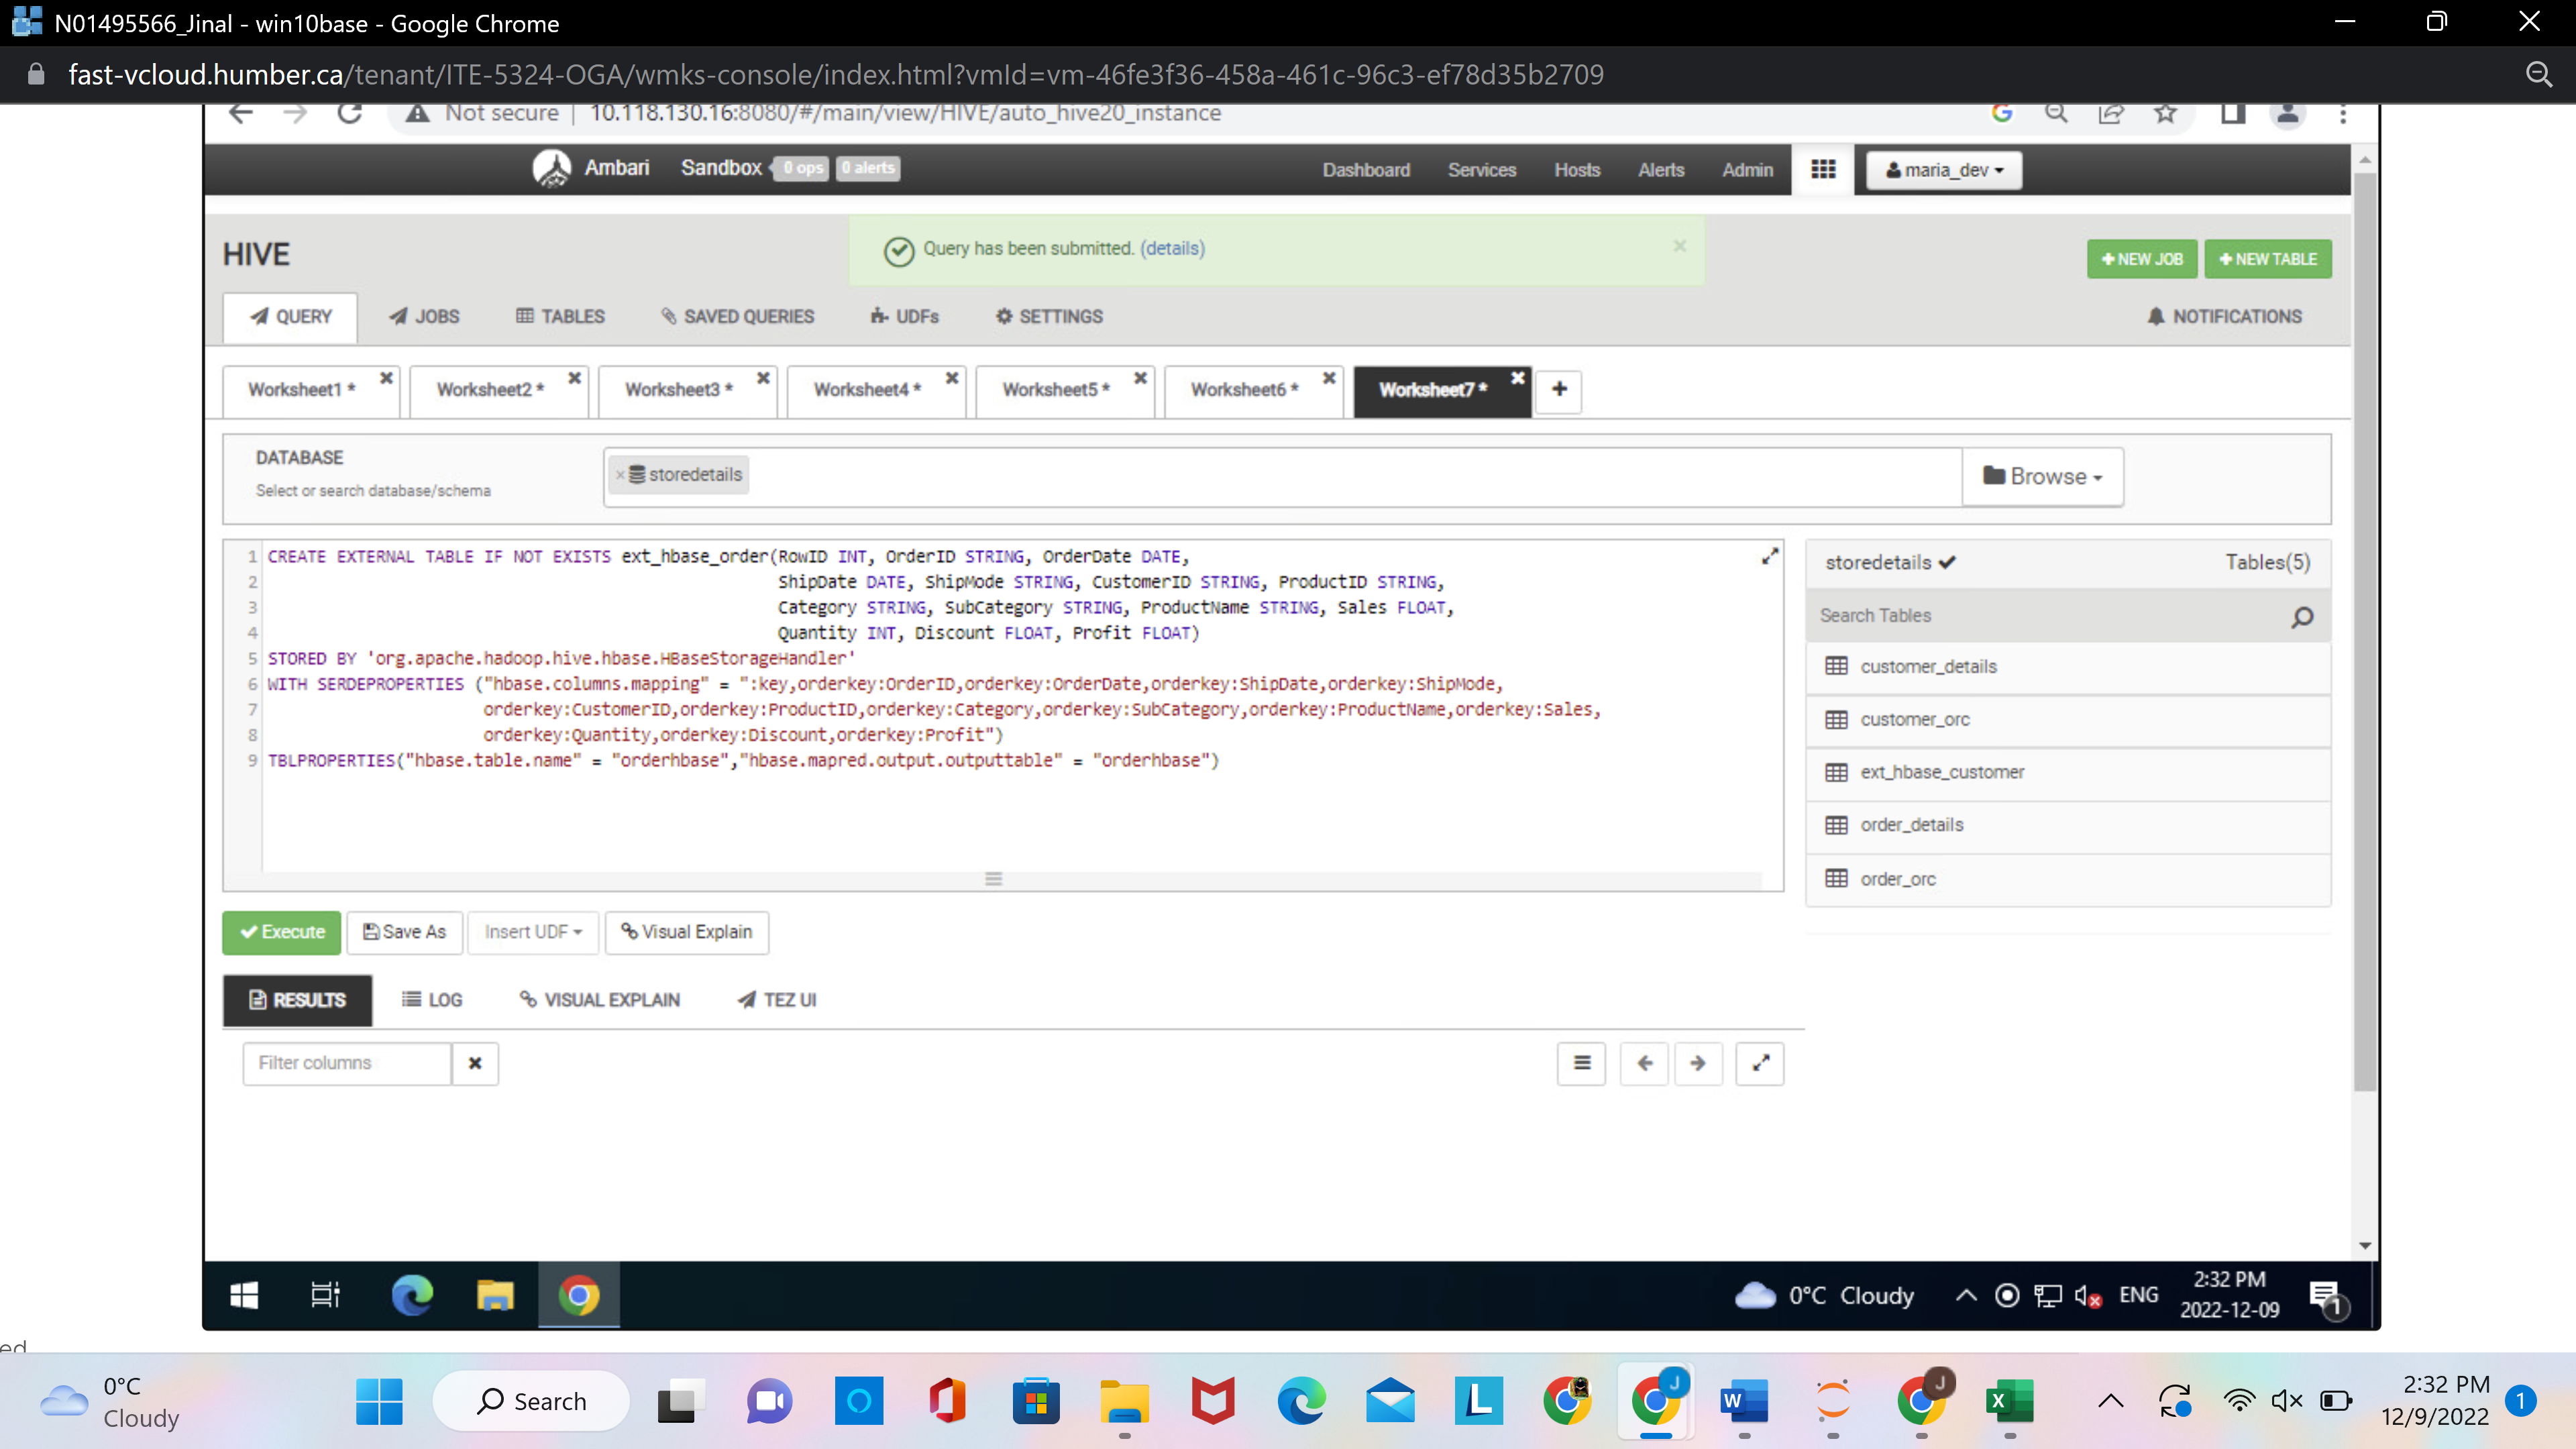 N01495566_Jinal - win10base - Google Chrome
fast-vcloud.humber.ca/tenant/ITE-5324-OGA/wmks-console/index.html?vmId=vm-46fe3f36-458a-461c-96c3-ef78d35b2709
Not secure | 10.118.130.16:8080/#/main/view/HIVE/auto_hive20_instance
Ambari Sandbox 0 ops 0 alerts Dashboard Services Hosts Alerts Admin maria_dev
HIVE
Query has been submitted. (details)
NEW JOB NEW TABLE
QUERY JOBS TABLES SAVED QUERIES UDFs SETTINGS NOTIFICATIONS
Worksheet1 * Worksheet2 * Worksheet3 * Worksheet4 * Worksheet5 * Worksheet6 * Worksheet7 * +
DATABASE
Select or search database/schema
× storedetails
Browse
1 CREATE EXTERNAL TABLE IF NOT EXISTS ext_hbase_order(RowID INT, OrderID STRING, OrderDate DATE,
2 ShipDate DATE, ShipMode STRING, CustomerID STRING, ProductID STRING,
3 Category STRING, SubCategory STRING, ProductName STRING, Sales FLOAT,
4 Quantity INT, Discount FLOAT, Profit FLOAT)
5 STORED BY 'org.apache.hadoop.hive.hbase.HBaseStorageHandler'
6 WITH SERDEPROPERTIES ("hbase.columns.mapping" = ":key,orderkey:OrderID,orderkey:OrderDate,orderkey:ShipDate,orderkey:ShipMode,
7 orderkey:CustomerID,orderkey:ProductID,orderkey:Category,orderkey:SubCategory,orderkey:ProductName,orderkey:Sales,
8 orderkey:Quantity,orderkey:Discount,orderkey:Profit")
9 TBLPROPERTIES("hbase.table.name" = "orderhbase","hbase.mapred.output.outputtable" = "orderhbase")
storedetails Tables(5)
Search Tables
customer_details
customer_orc
ext_hbase_customer
order_details
order_orc
Execute Save As Insert UDF Visual Explain
RESULTS LOG VISUAL EXPLAIN TEZ UI
Filter columns
0°C Cloudy ENG
2:32 PM
2022-12-09
1
ed
0°C
Cloudy
Search
2:32 PM
12/9/2022
1